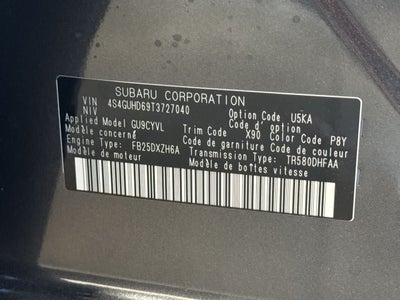 SUBARU CORPORATION
VIN 4S4GUHD69T3727040 Option Code U5KA
NIV Code d' option
Applied Model GU9CYVL Trim Code X90 Color Code P8Y
Modèle concerné Code de garniture Code de couleur
Engine Type: FB25DXZH6A Transmission Type: TR580DHFAA
Modèle de moteur Modèle de boîtes vitesse